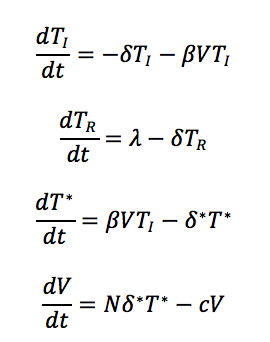 dT_I/dt = −δT_I − βVT_I
dT_R/dt = λ − δT_R
dT*/dt = βVT_I − δ*T*
dV/dt = Nδ*T* − cV